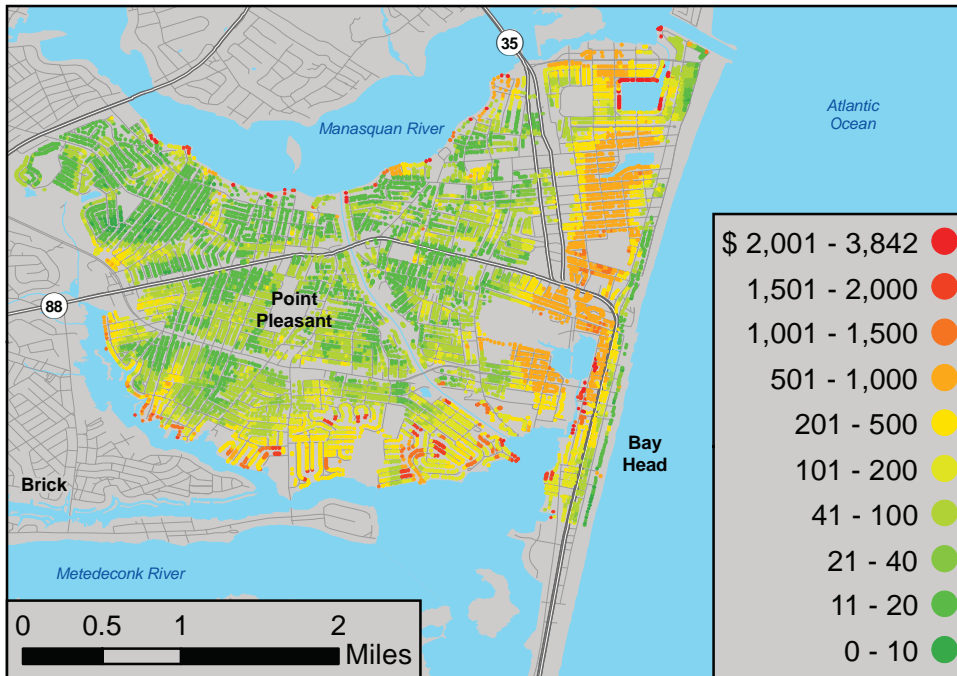 35
Manasquan River
Atlantic
Ocean
88
Point
Pleasant
Bay
Head
Brick
Metedeconk River
0 0.5 1 2
Miles
$ 2,001 - 3,842
1,501 - 2,000
1,001 - 1,500
501 - 1,000
201 - 500
101 - 200
41 - 100
21 - 40
11 - 20
0 - 10